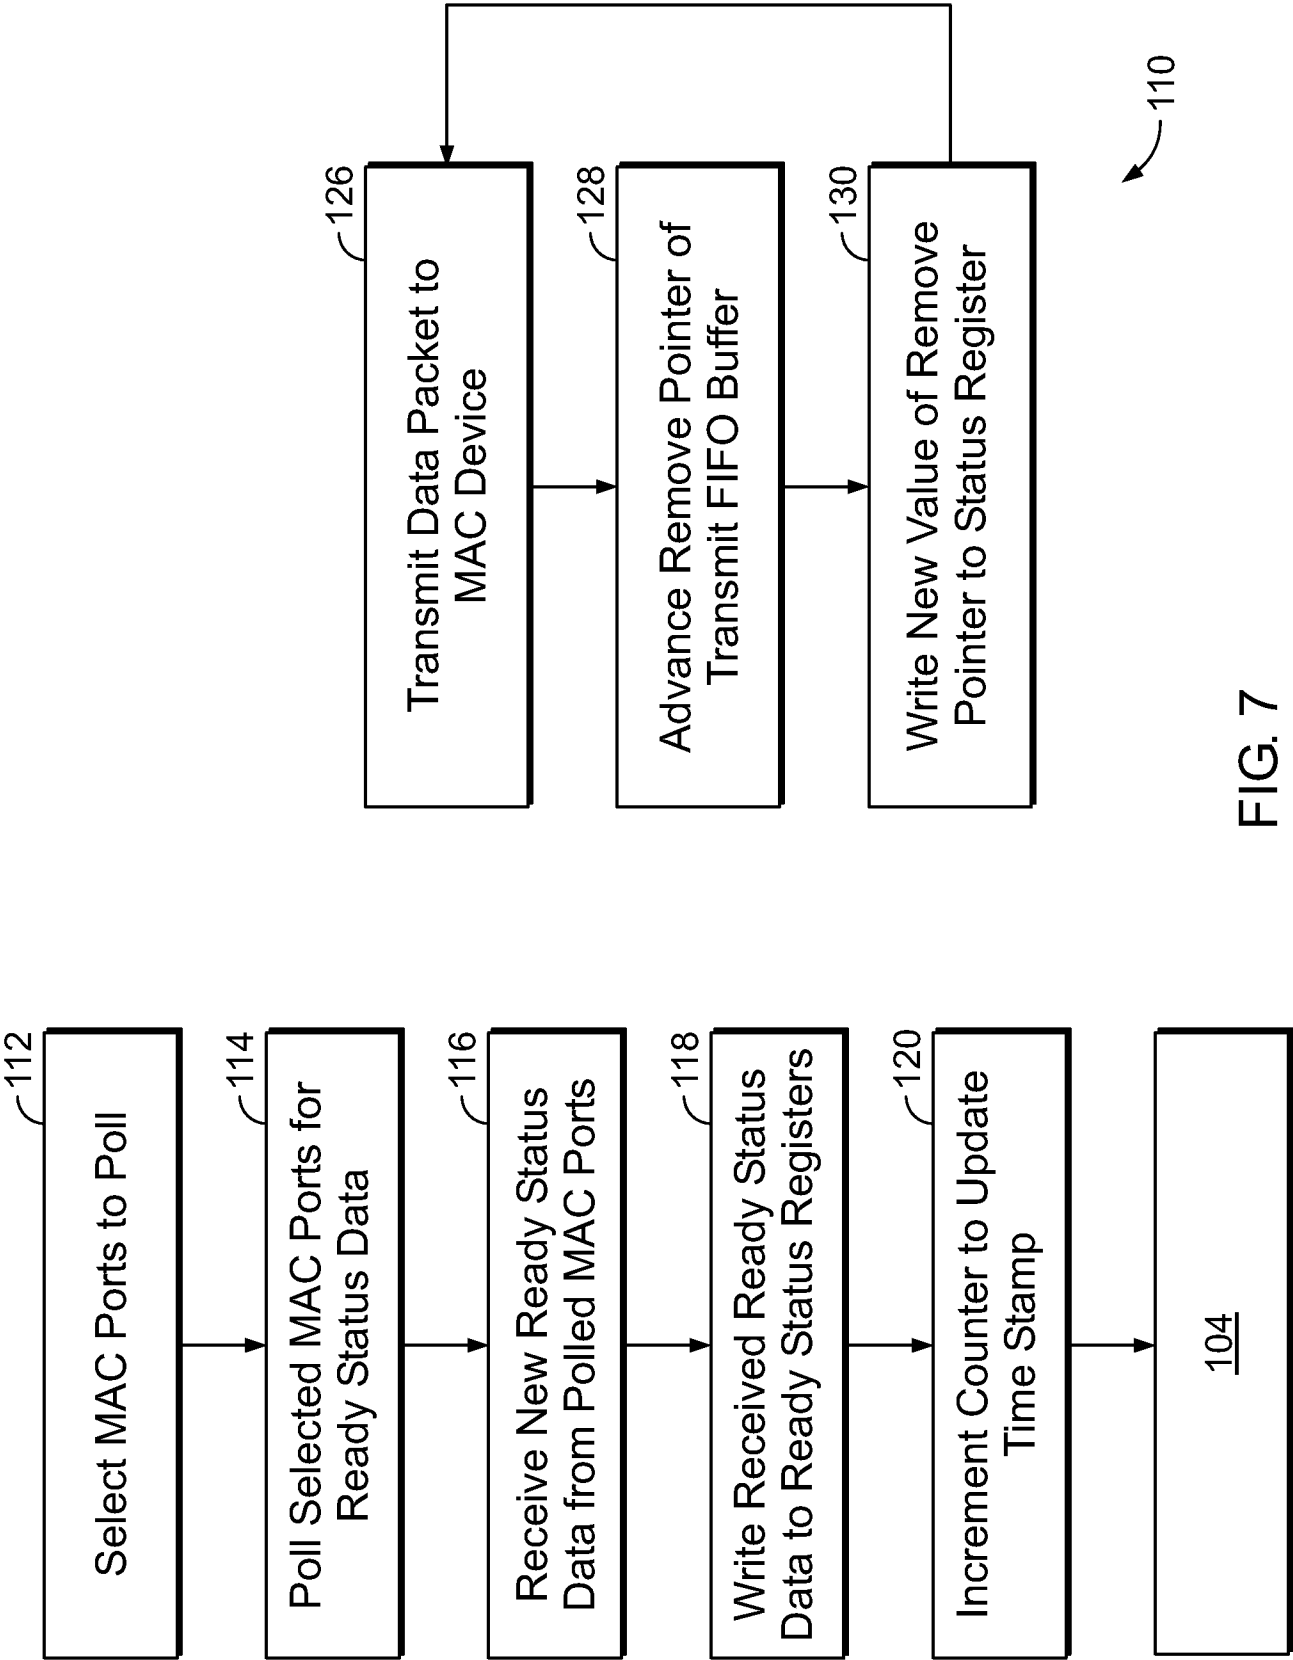 112
Select MAC Ports to Poll
114
Poll Selected MAC Ports for
Ready Status Data
116
Receive New Ready Status
Data from Polled MAC Ports
118
Write Received Ready Status
Data to Ready Status Registers
120
Increment Counter to Update
Time Stamp
104
126
Transmit Data Packet to
MAC Device
128
Advance Remove Pointer of
Transmit FIFO Buffer
130
Write New Value of Remove
Pointer to Status Register
110
FIG. 7